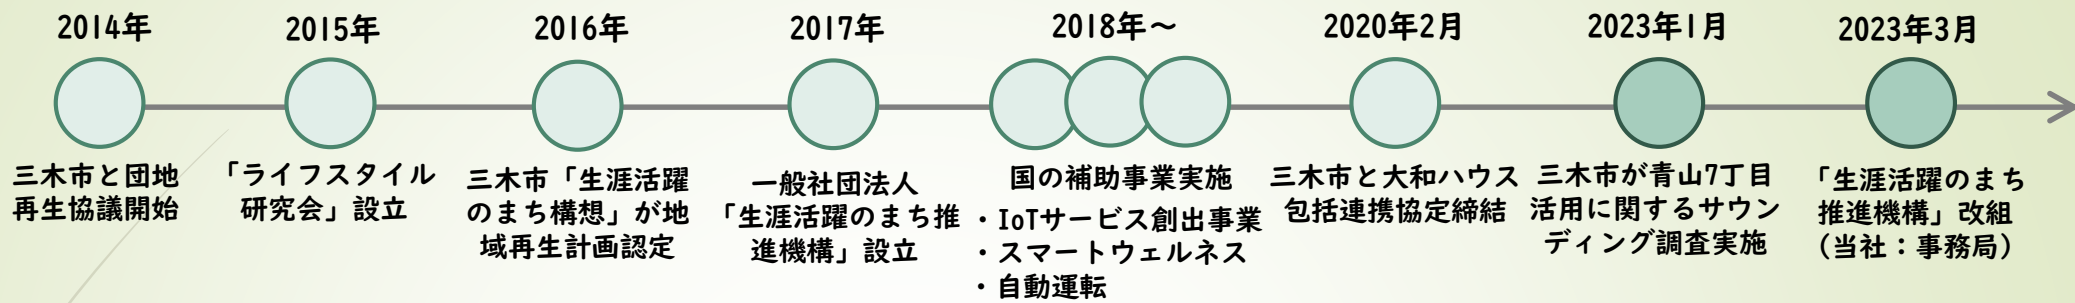 2014年
三木市と団地
再生協議開始
2015年
「ライフスタイル
研究会」設立
2016年
三木市「生涯活躍
のまち構想」が地
域再生計画認定
2017年
一般社団法人
「生涯活躍のまち推
進機構」設立
2018年～
国の補助事業実施
・IoTサービス創出事業
・スマートウェルネス
・自動運転
2020年2月
三木市と大和ハウス
包括連携協定締結
2023年1月
三木市が青山7丁目
活用に関するサウン
ディング調査実施
2023年3月
「生涯活躍のまち
推進機構」改組
（当社：事務局）